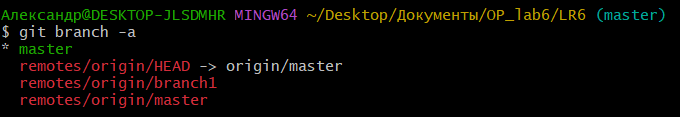 Александр@DESKTOP-JLSDMHR MINGW64 ~/Desktop/Документы/OP_lab6/LR6 (master)
$ git branch -a
* master
  remotes/origin/HEAD -> origin/master
  remotes/origin/branch1
  remotes/origin/master